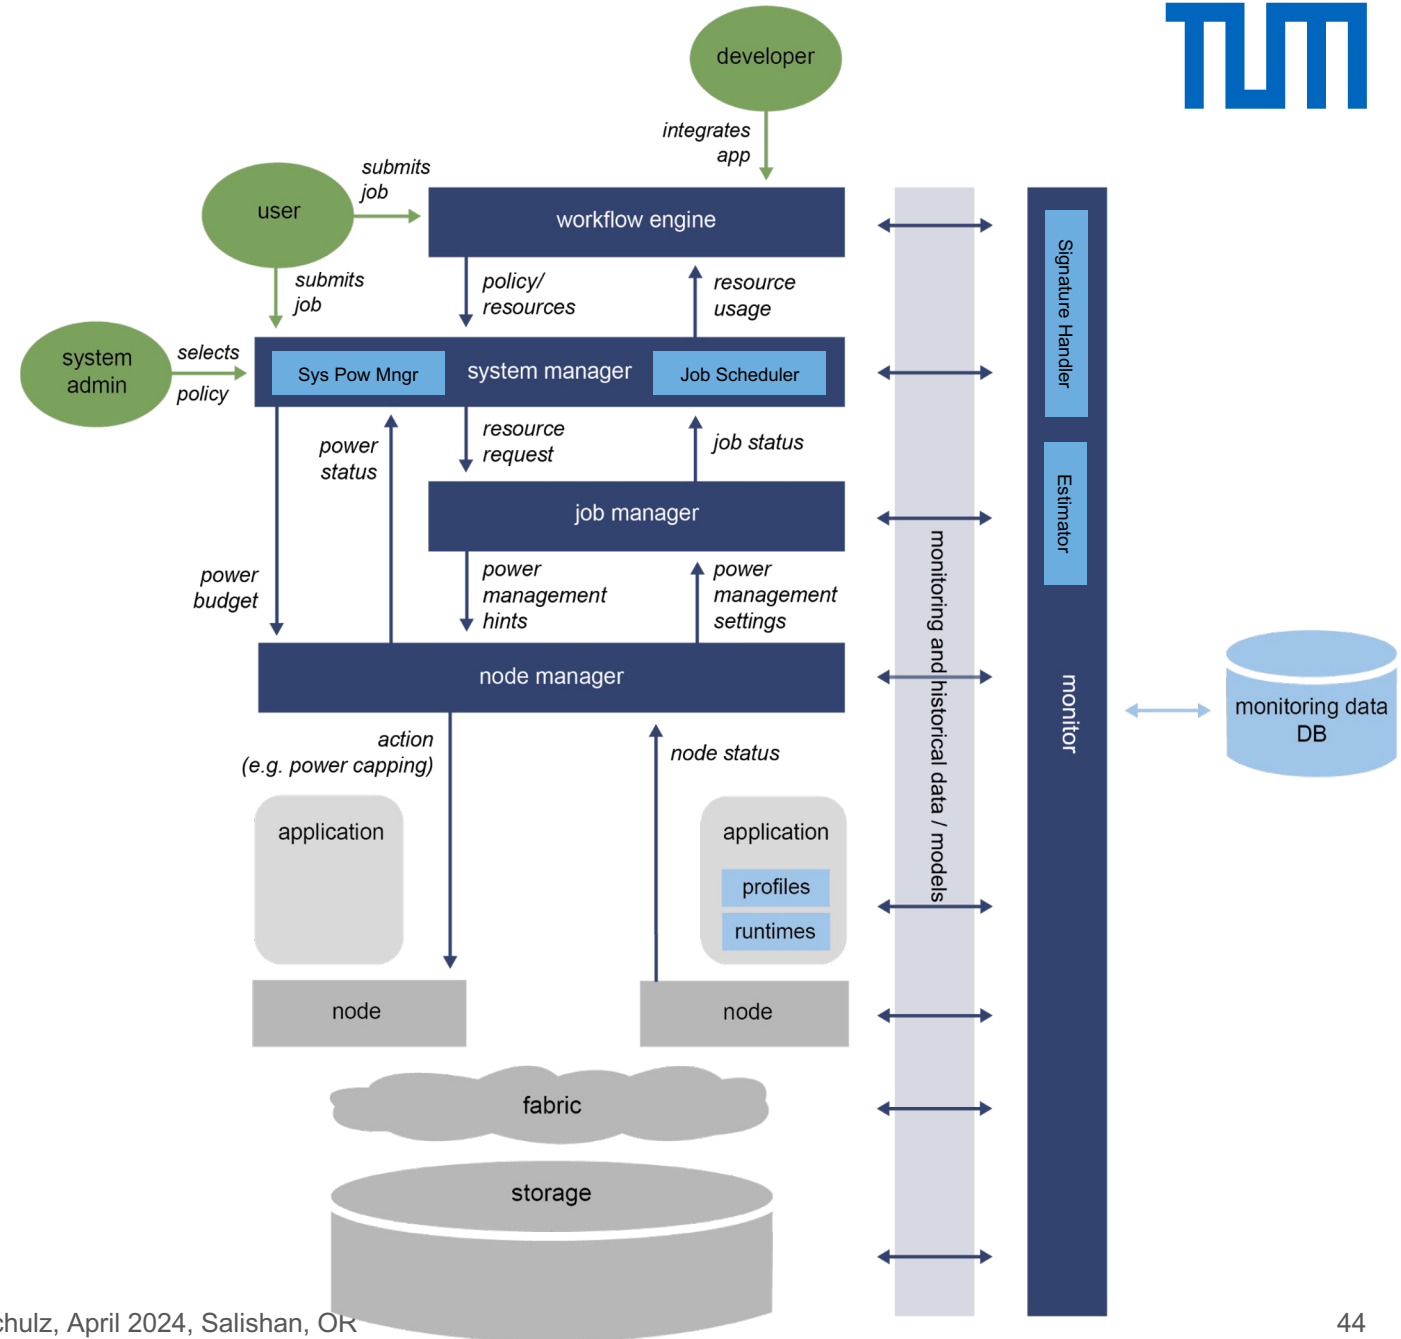 TUM
developer
integrates
app
submits
job
user
workflow engine
submits
job
policy/
resources
resource
usage
system
admin
selects
policy
Sys Pow Mngr
system manager
Job Scheduler
power
status
resource
request
job status
job manager
power
budget
power
management
hints
power
management
settings
node manager
action
(e.g. power capping)
node status
application
application
profiles
runtimes
node
node
fabric
storage
monitoring and historical data / models
Signature Handler
Estimator
monitor
monitoring data
DB
chulz, April 2024, Salishan, OR
44